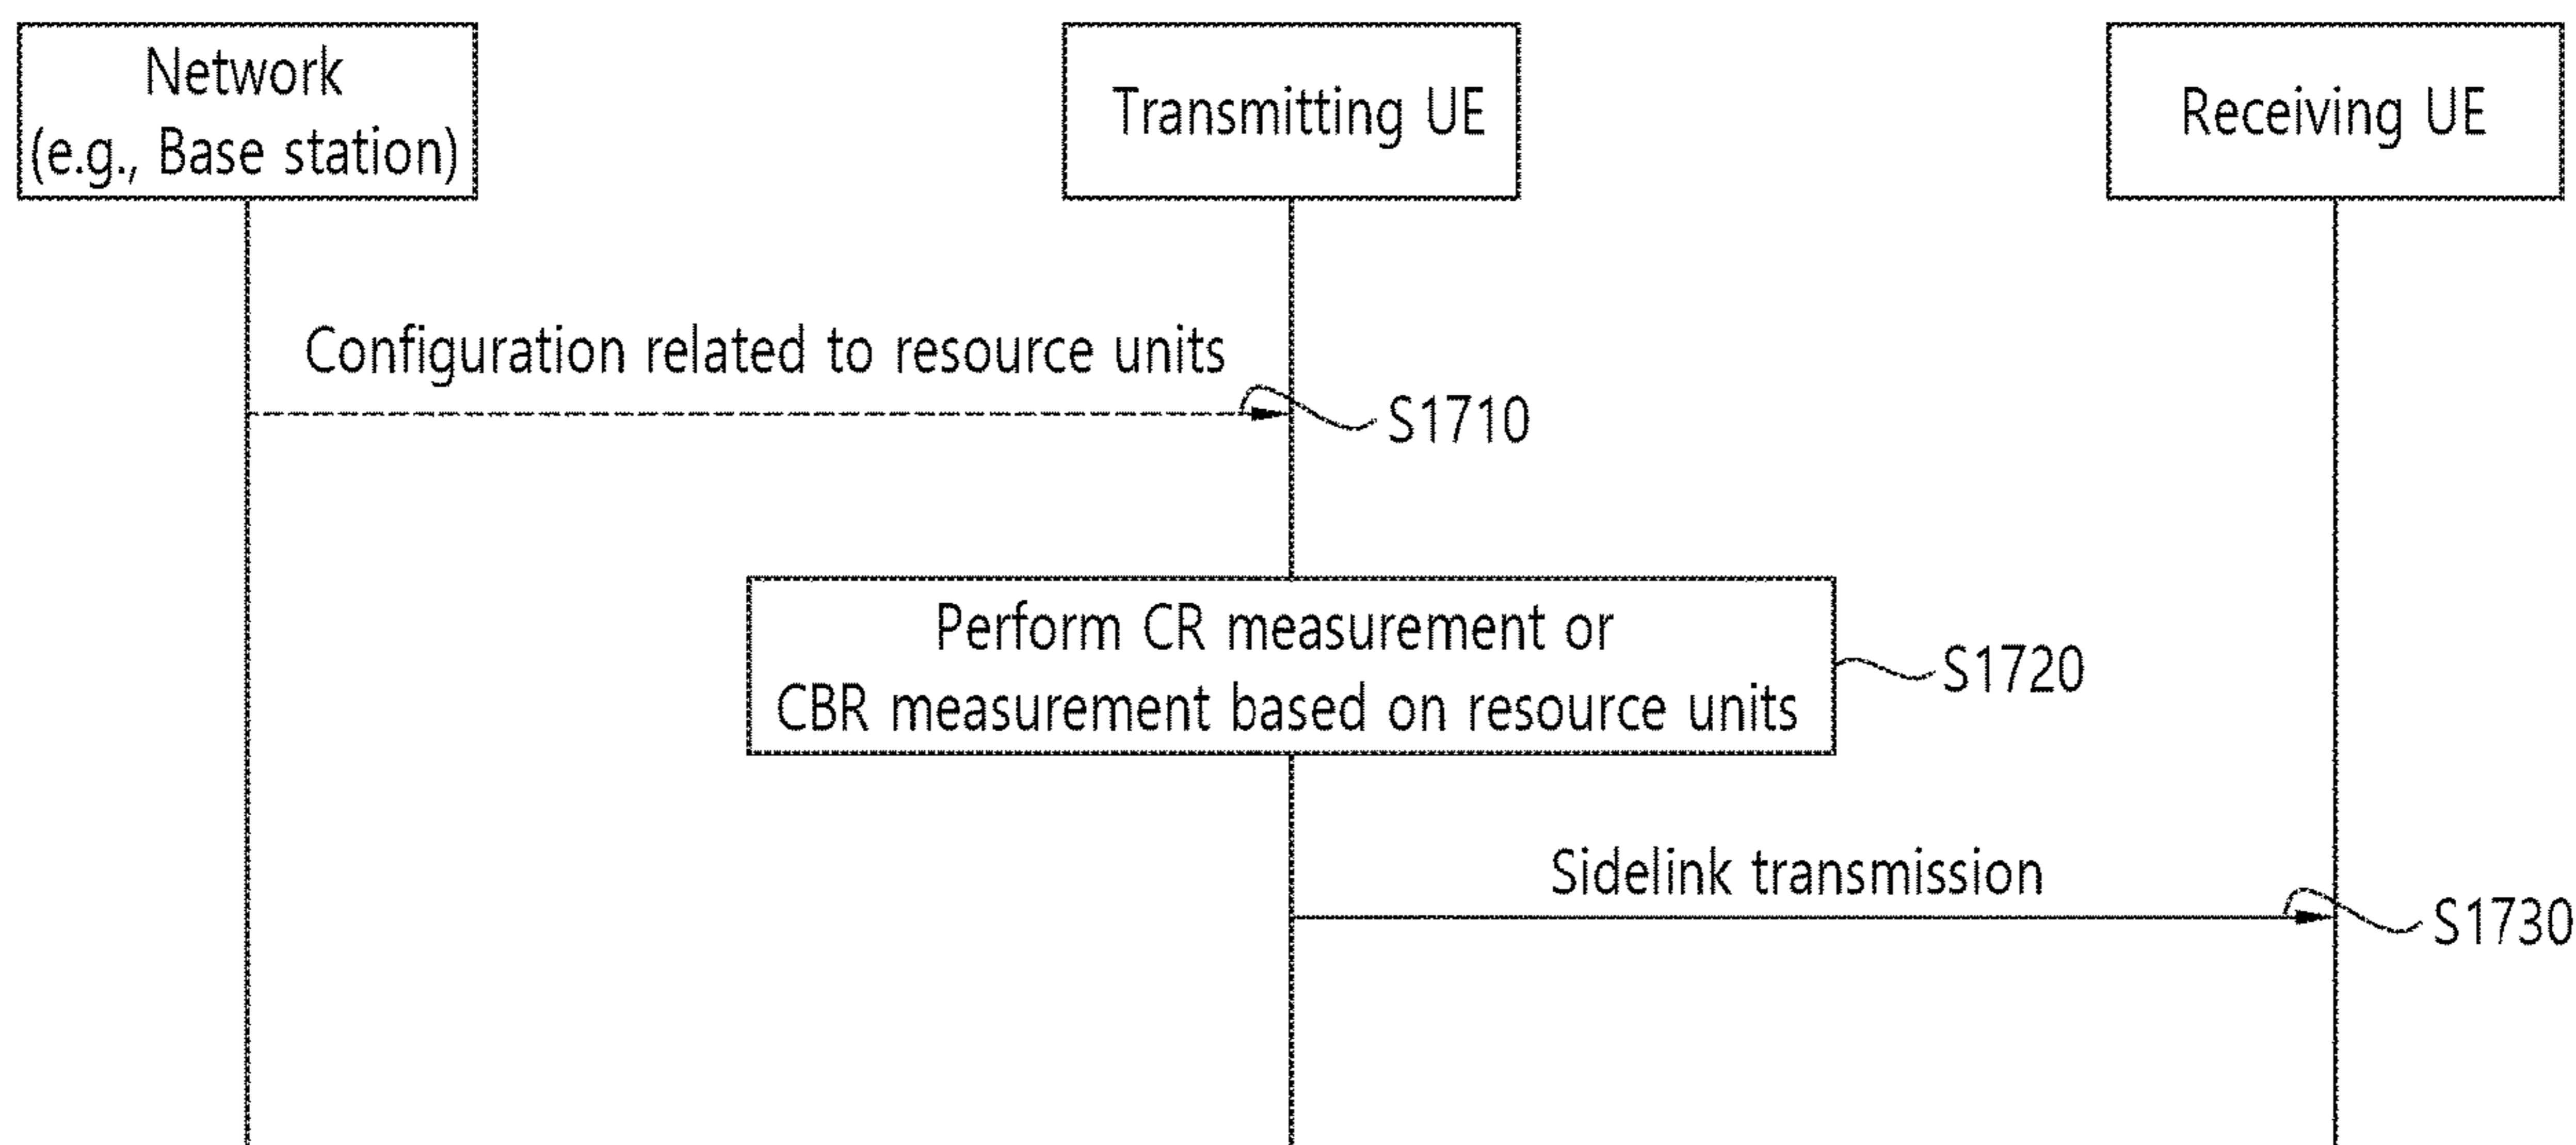 Network
(e.g., Base station)
Transmitting UE
Receiving UE
Configuration related to resource units
S1710
Perform CR measurement or
CBR measurement based on resource units
S1720
Sidelink transmission
S1730